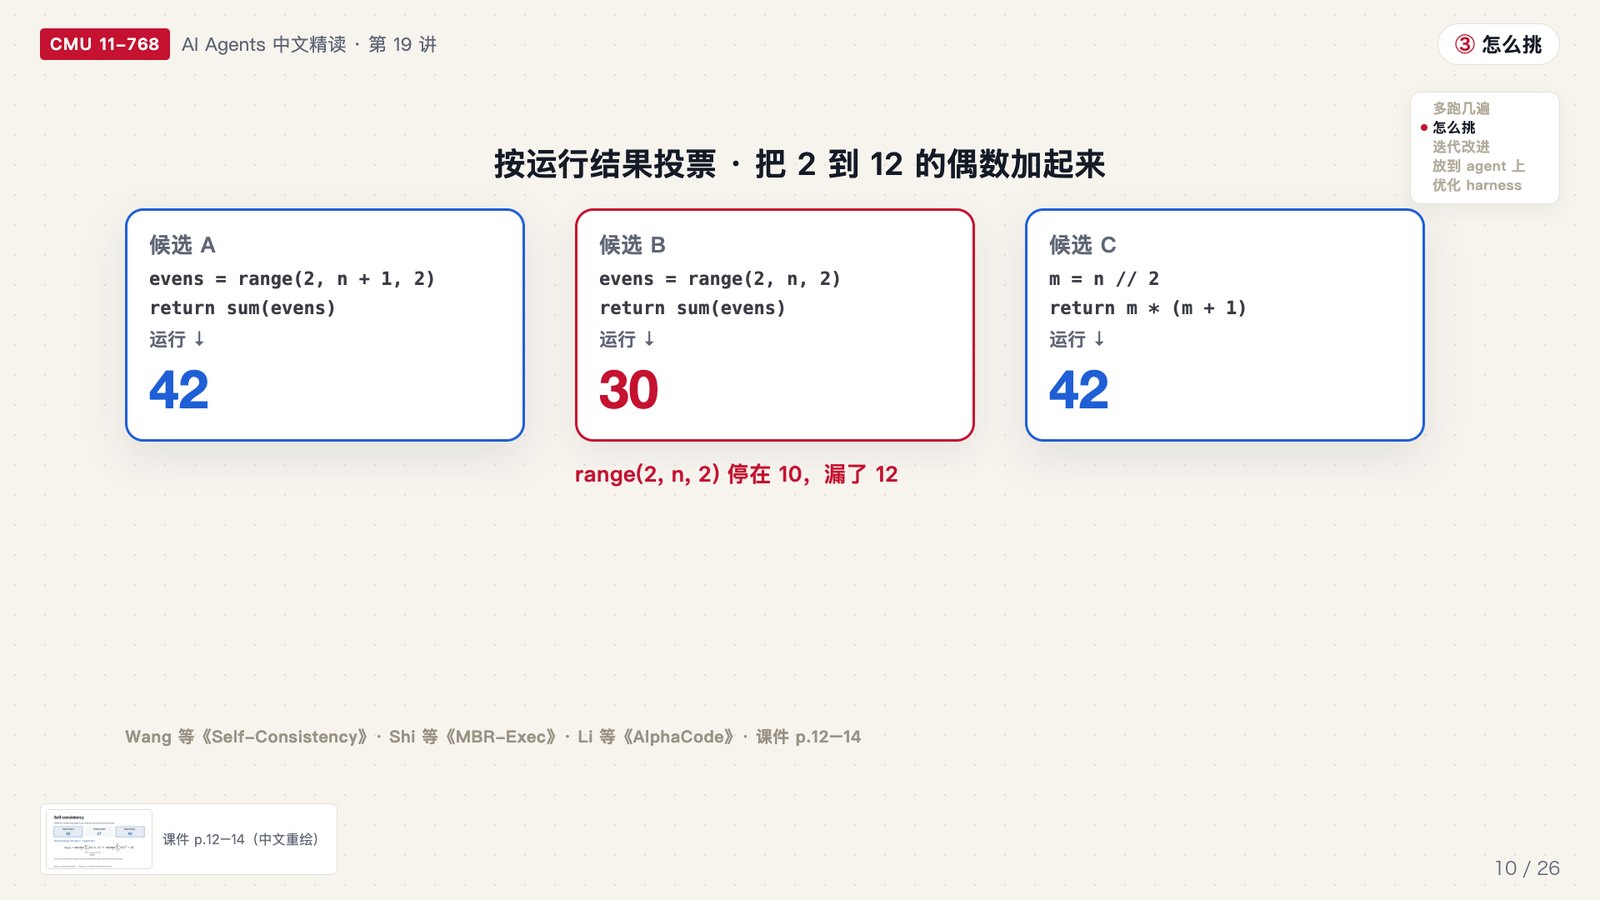 CMU 11-768 AI Agents 中文精读 · 第 19 讲
③ 怎么挑
多跑几遍
怎么挑
迭代改进
放到 agent 上
优化 harness
按运行结果投票 · 把 2 到 12 的偶数加起来
候选 A
evens = range(2, n + 1, 2)
return sum(evens)
运行 ↓
42
候选 B
evens = range(2, n, 2)
return sum(evens)
运行 ↓
30
range(2, n, 2) 停在 10，漏了 12
候选 C
m = n // 2
return m * (m + 1)
运行 ↓
42
Wang 等《Self-Consistency》· Shi 等《MBR-Exec》· Li 等《AlphaCode》· 课件 p.12–14
Self-consistency
课件 p.12–14（中文重绘）
10 / 26